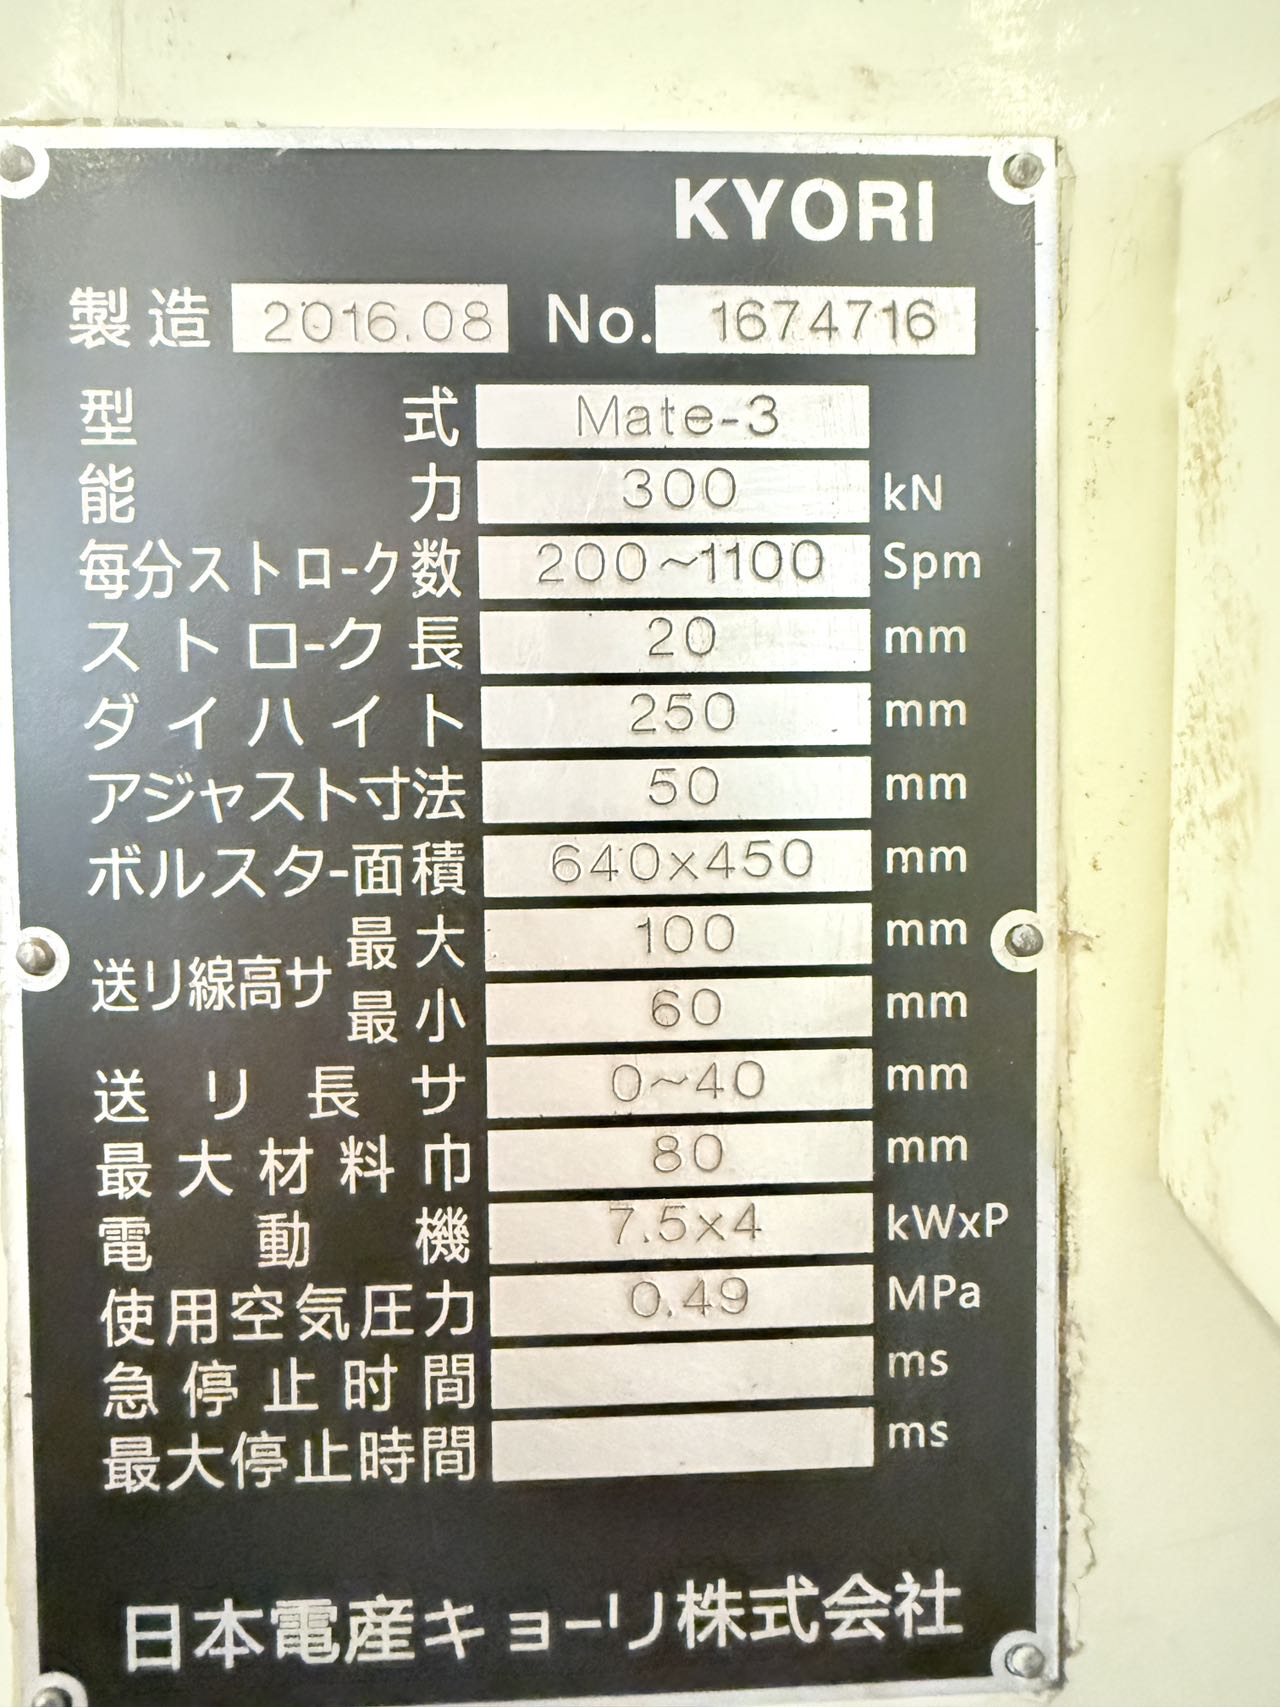 KYORI
製造 2016.08 No. 1674716
型式 Mate-3
能力 300 kN
毎分ストローク数 200~1100 Spm
ストローク長 20 mm
ダイハイト 250 mm
アジャスト寸法 50 mm
ボルスター面積 640x450 mm
送リ線高サ 最大 100 mm
最小 60 mm
送リ長サ 0~40 mm
最大材料巾 80 mm
電動機 7.5x4 kWxP
使用空気圧力 0.49 MPa
急停止时間 ms
最大停止時間 ms
日本電産キョーリ株式会社